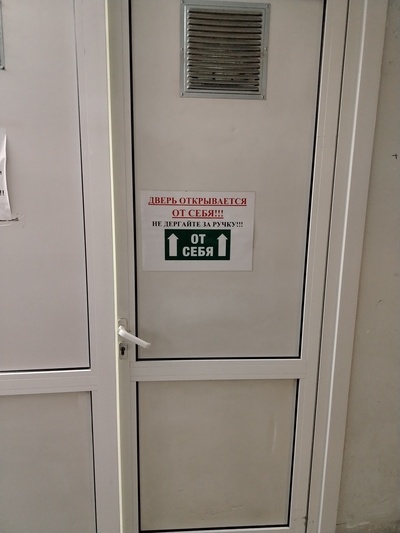 ДВЕРЬ ОТКРЫВАЕТСЯ
ОТ СЕБЯ!!!
НЕ ДЕРГАЙТЕ ЗА РУЧКУ!!!
ОТ
СЕБЯ